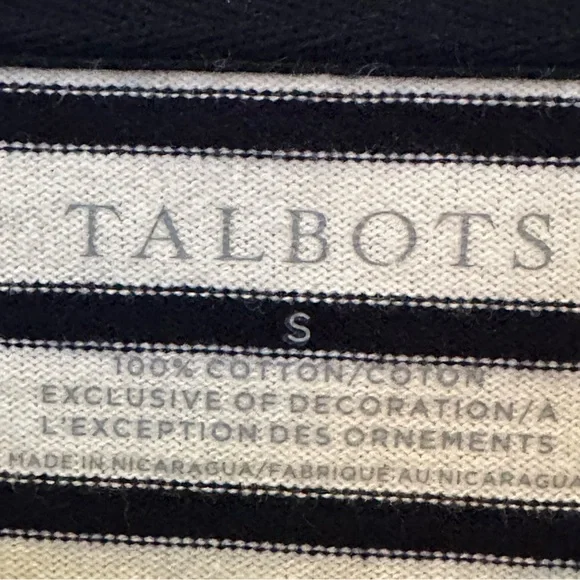 TALBOTS
S
100% COTTON/COTON
EXCLUSIVE OF DECORATION/À
L'EXCEPTION DES ORNEMENTS
MADE IN NICARAGUA/FABRIQUÉ AU NICARAGUA